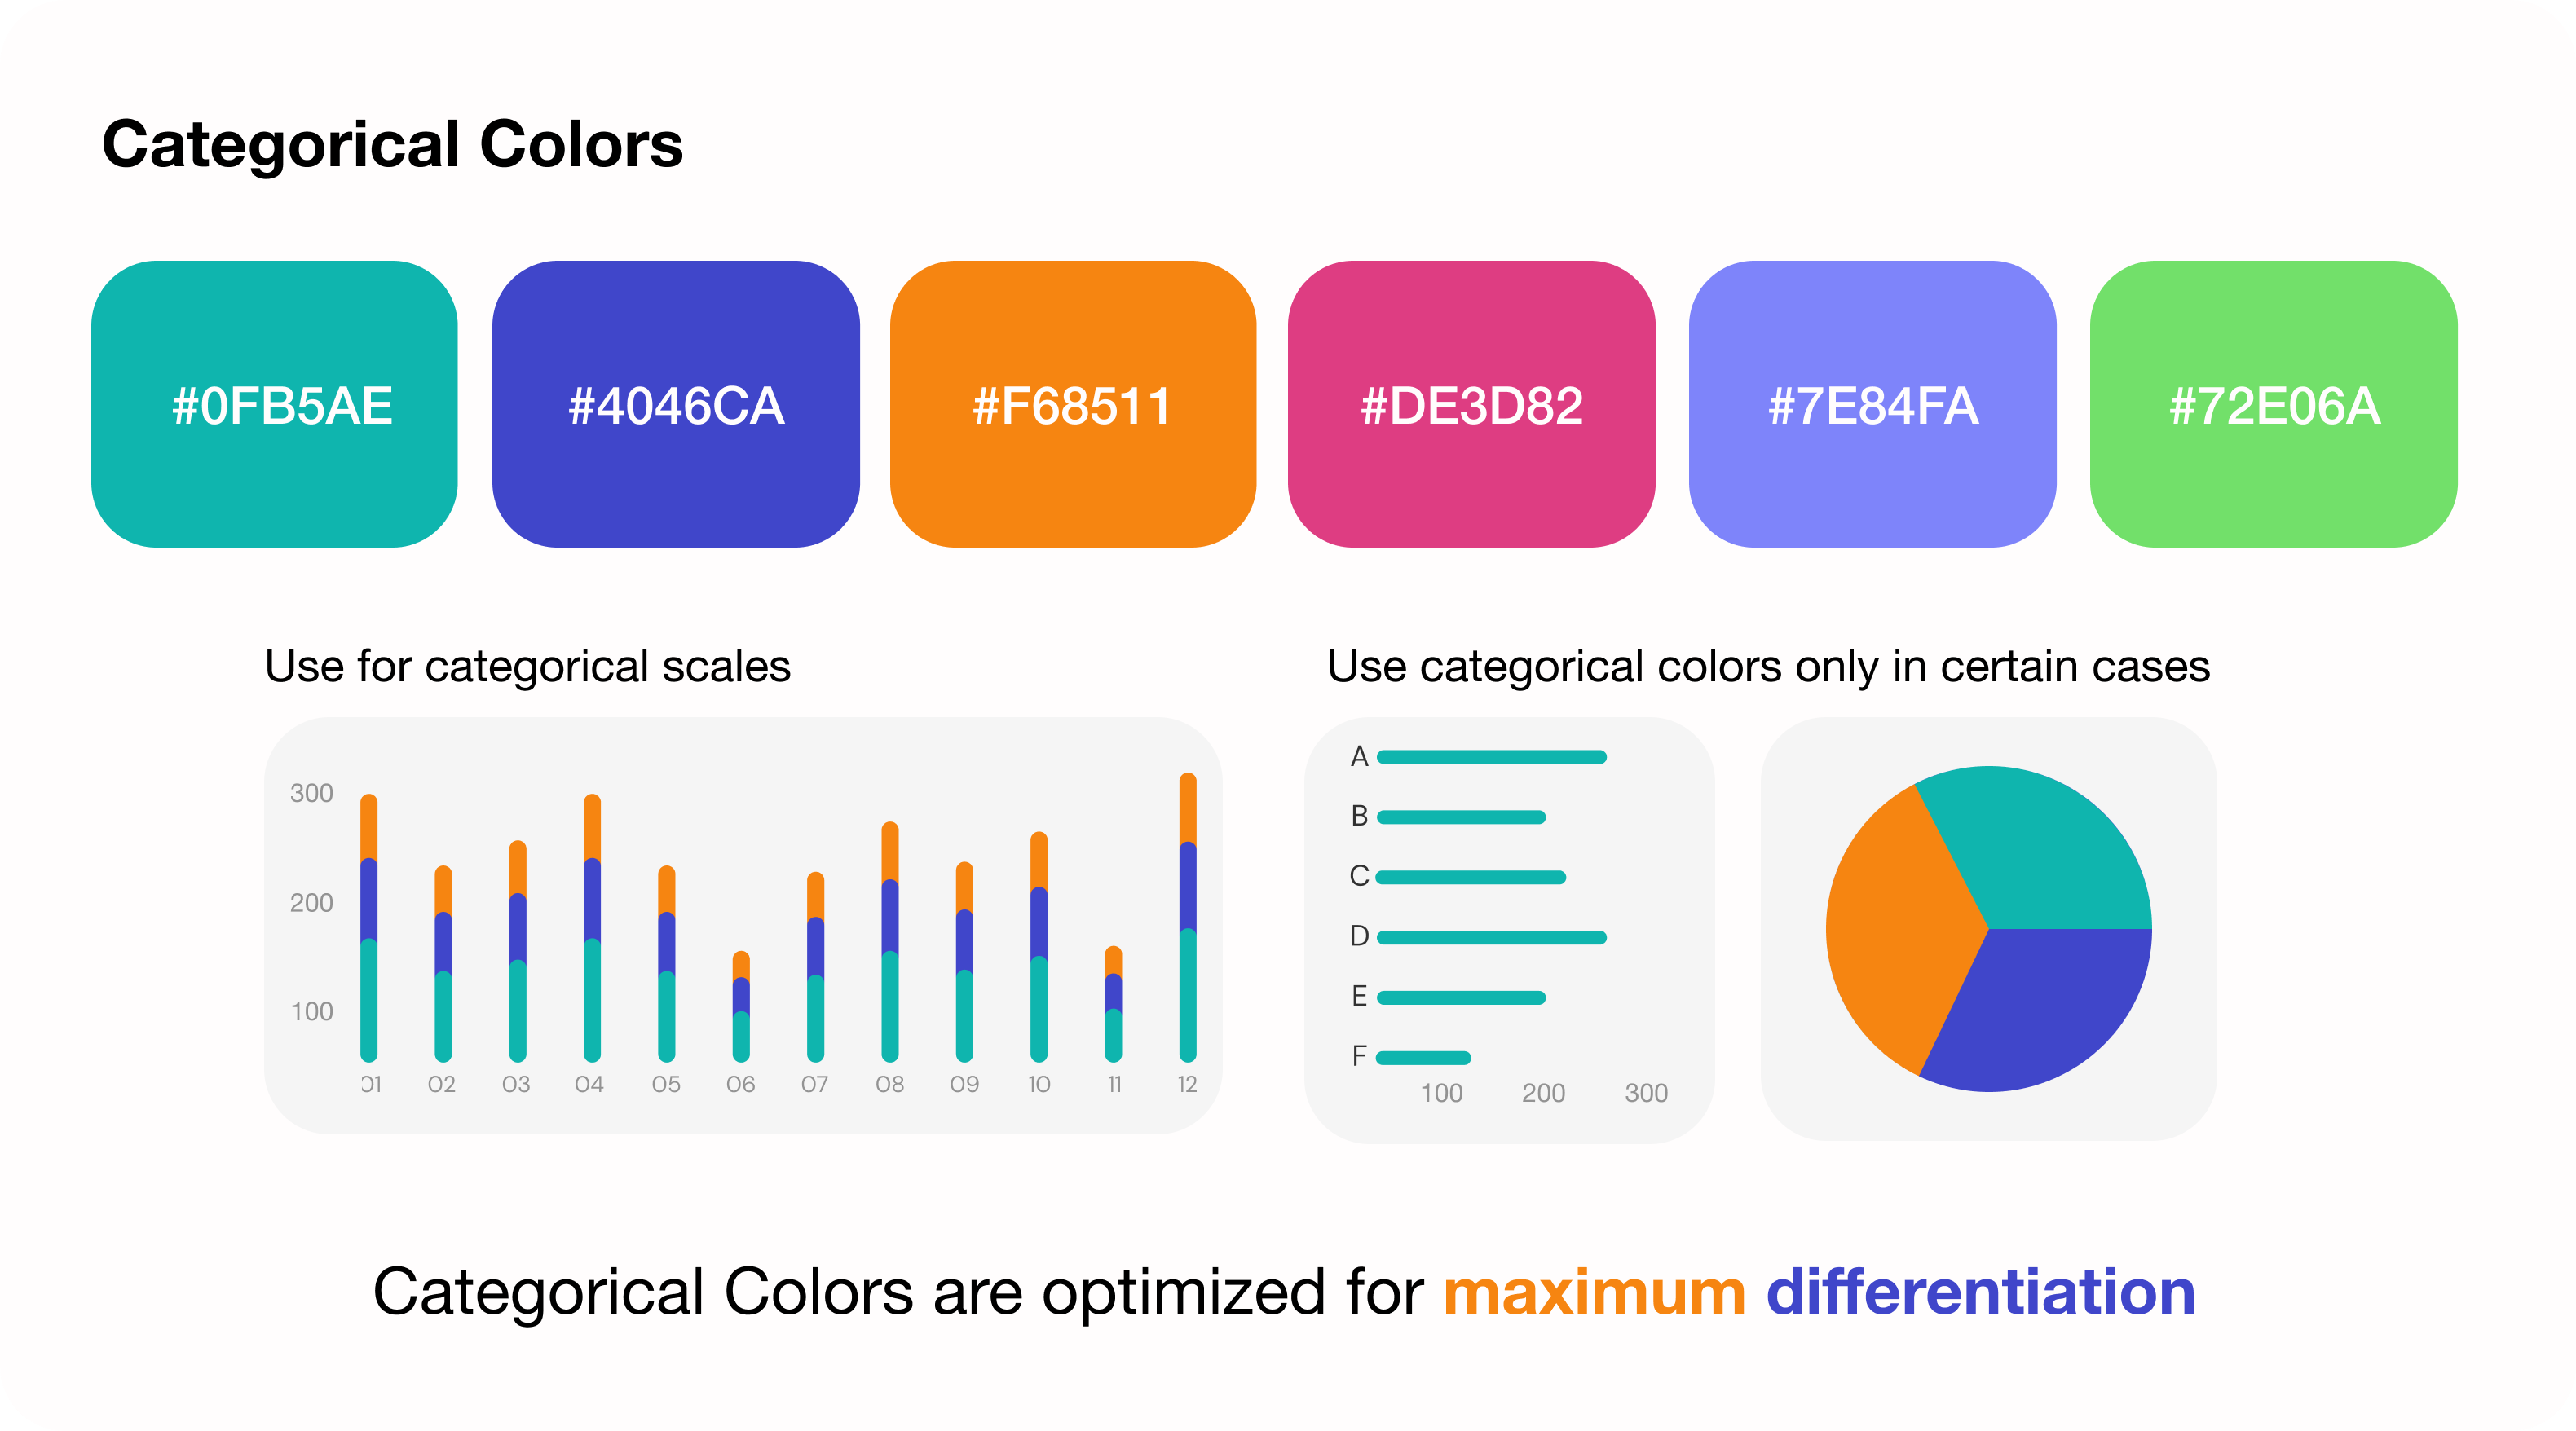 Categorical Colors
#0FB5AE #4046CA #F68511 #DE3D82 #7E84FA #72E06A
Use for categorical scales
300
200
100
01 02 03 04 05 06 07 08 09 10 11 12
Use categorical colors only in certain cases
A
B
C
D
E
F
100 200 300
Categorical Colors are optimized for maximum differentiation